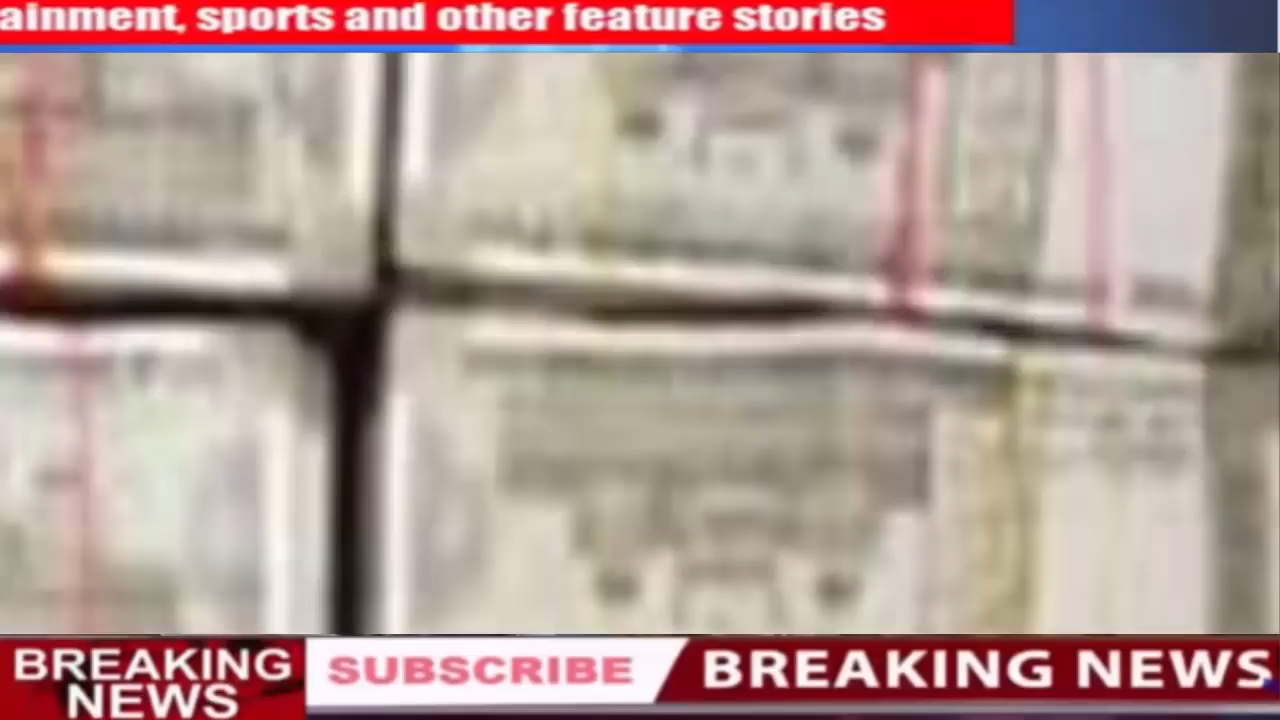 ainment, sports and other feature stories
BREAKING
NEWS
SUBSCRIBE
BREAKING NEWS